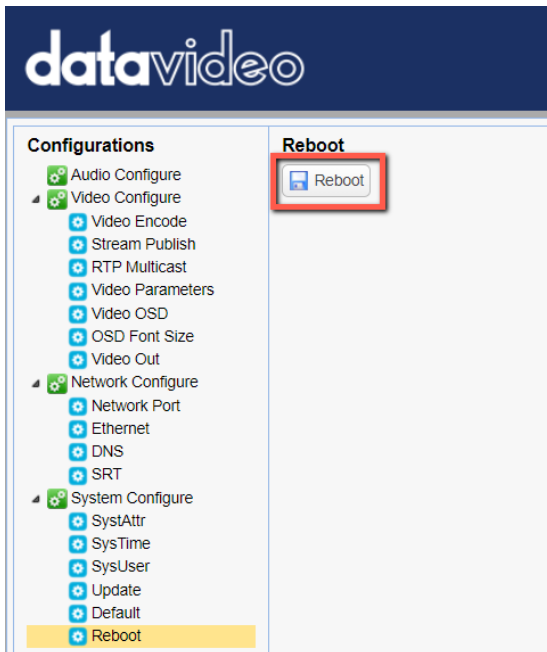 datavideo
Configurations
Audio Configure
Video Configure
Video Encode
Stream Publish
RTP Multicast
Video Parameters
Video OSD
OSD Font Size
Video Out
Network Configure
Network Port
Ethernet
DNS
SRT
System Configure
SystAttr
SysTime
SysUser
Update
Default
Reboot
Reboot
Reboot